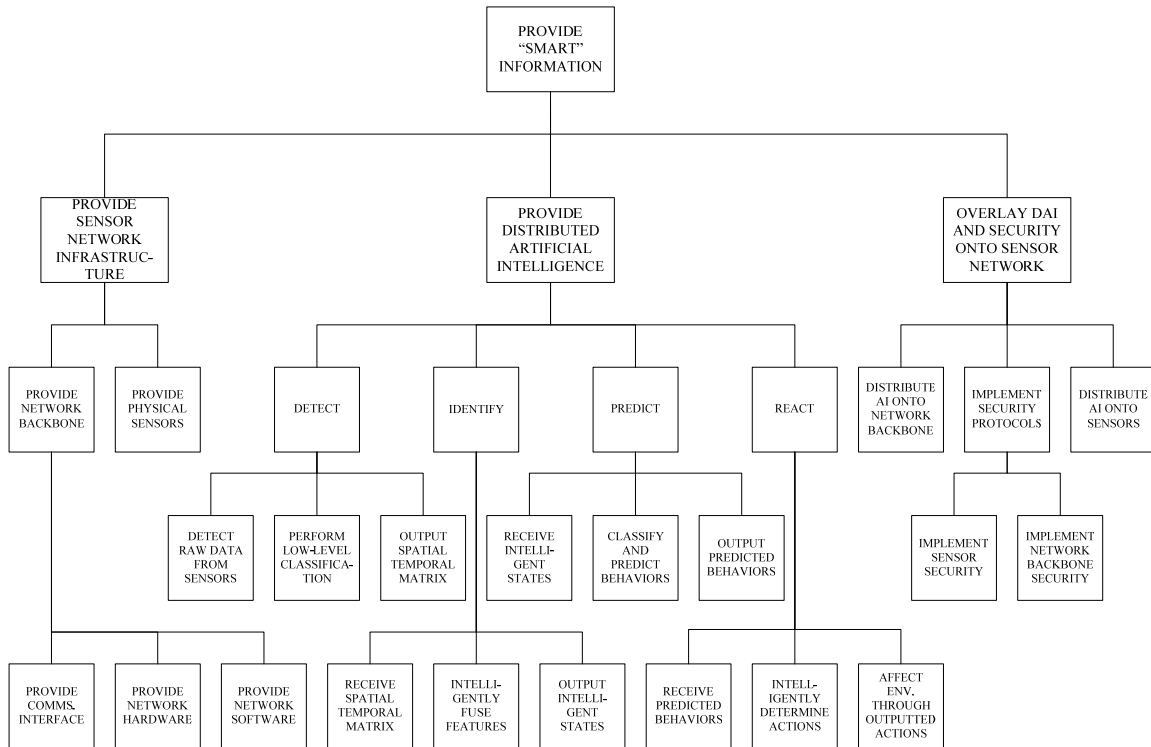 PROVIDE
“SMART”
INFORMATION
PROVIDE
SENSOR
NETWORK
INFRASTRUC-
TURE
PROVIDE
DISTRIBUTED
ARTIFICIAL
INTELLIGENCE
OVERLAY DAI
AND SECURITY
ONTO SENSOR
NETWORK
PROVIDE
NETWORK
BACKBONE
PROVIDE
PHYSICAL
SENSORS
DETECT
IDENTIFY
PREDICT
REACT
DISTRIBUTE
AI ONTO
NETWORK
BACKBONE
IMPLEMENT
SECURITY
PROTOCOLS
DISTRIBUTE
AI ONTO
SENSORS
DETECT
RAW DATA
FROM
SENSORS
PERFORM
LOW-LEVEL
CLASSIFICA-
TION
OUTPUT
SPATIAL
TEMPORAL
MATRIX
RECEIVE
INTELLI-
GENT
STATES
CLASSIFY
AND
PREDICT
BEHAVIORS
OUTPUT
PREDICTED
BEHAVIORS
IMPLEMENT
SENSOR
SECURITY
IMPLEMENT
NETWORK
BACKBONE
SECURITY
PROVIDE
COMMS.
INTERFACE
PROVIDE
NETWORK
HARDWARE
PROVIDE
NETWORK
SOFTWARE
RECEIVE
SPATIAL
TEMPORAL
MATRIX
INTELLI-
GENTLY
FUSE
FEATURES
OUTPUT
INTELLI-
GENT
STATES
RECEIVE
PREDICTED
BEHAVIORS
INTELL-
IGENTLY
DETERMINE
ACTIONS
AFFECT
ENV.
THROUGH
OUTPUTTED
ACTIONS